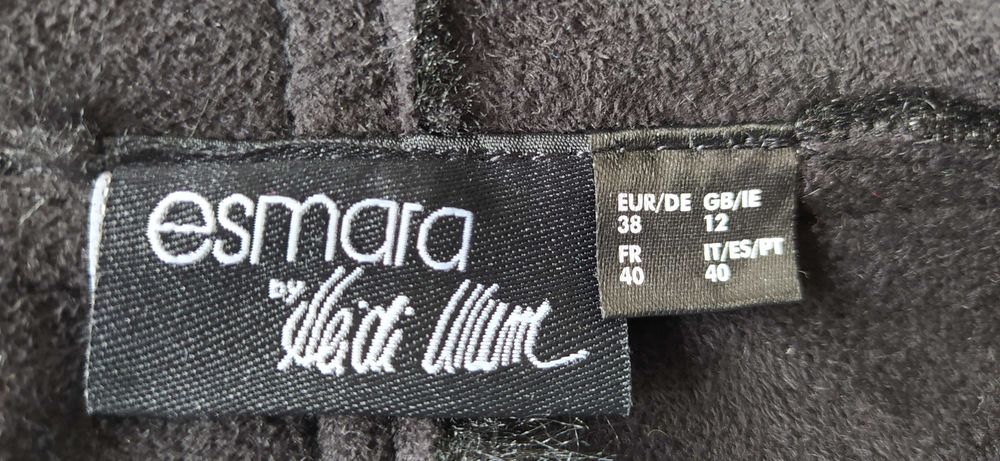 esmara
BY Heidi Klum
EUR/DE GB/IE
38 12
FR IT/ES/PT
40 40